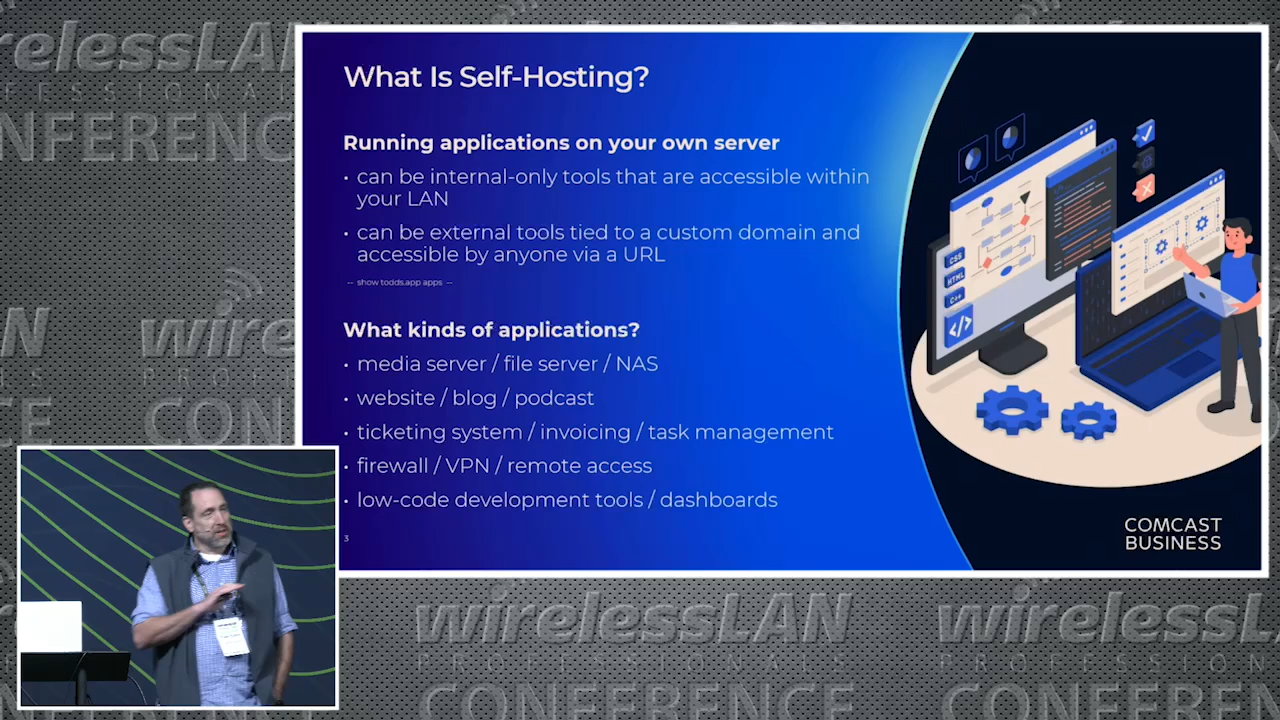 What Is Self-Hosting?
Running applications on your own server
• can be internal-only tools that are accessible within
your LAN
• can be external tools tied to a custom domain and
accessible by anyone via a URL
-- show todds.app apps --
What kinds of applications?
• media server / file server / NAS
• website / blog / podcast
• ticketing system / invoicing / task management
• firewall / VPN / remote access
• low-code development tools / dashboards
3
CSS
HTML
C++
</>
COMCAST
BUSINESS
wirelessLAN
PROFESSIONALS
CONFERENCE